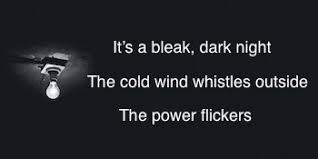 It's a bleak, dark night
The cold wind whistles outside
The power flickers